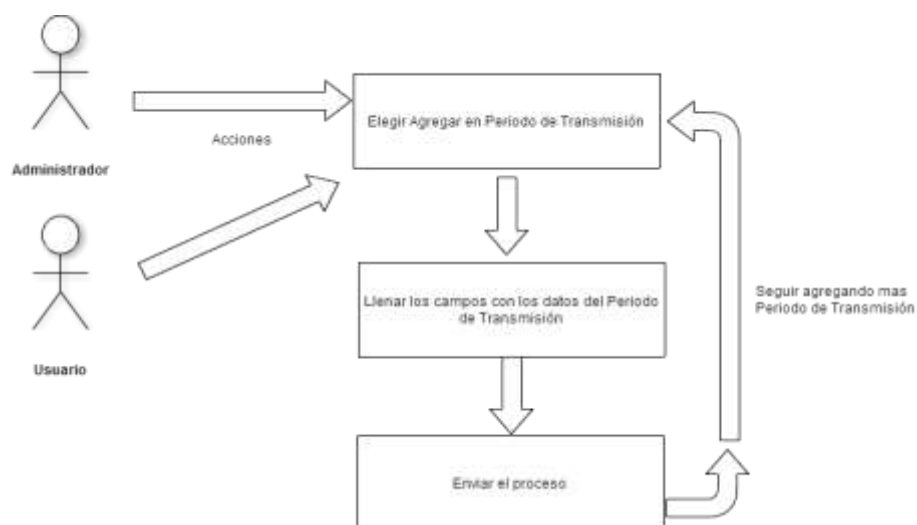 Elegir Agregar en Periodo de Transmisión
Acciones
Administrador
Llenar los campos con los datos del Periodo
de Transmisión
Seguir agregando mas
Periodo de Transmisión
Usuario
Enviar el proceso